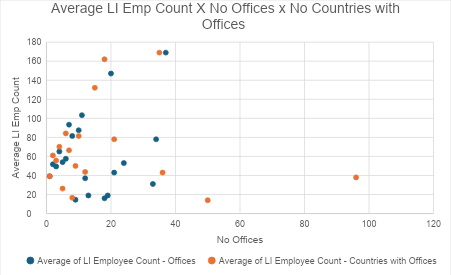 Average LI Emp Count X No Offices x No Countries with
Offices
180
160
140
120
100
80
60
40
20
0
Average LI Emp Count
0 20 40 60 80 100 120
No Offices
Average of LI Employee Count - Offices Average of LI Employee Count - Countries with Offices